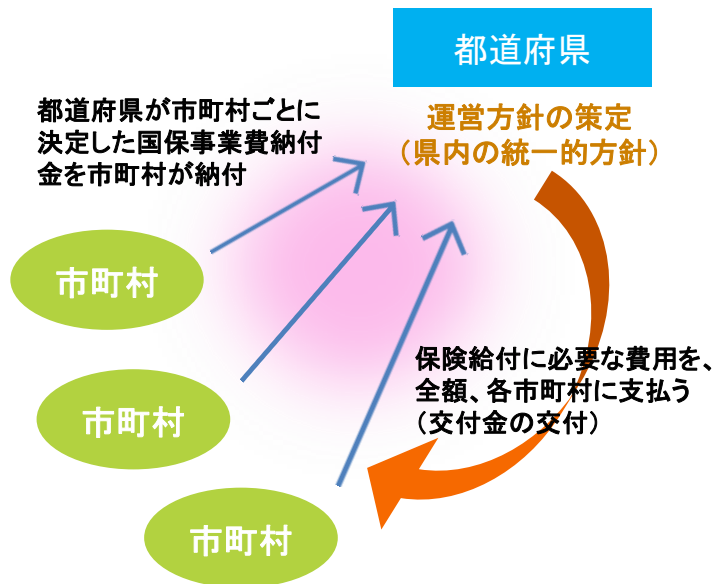 都道府県
都道府県が市町村ごとに
決定した国保事業費納付
金を市町村が納付
運営方針の策定
（県内の統一的方針）
市町村
保険給付に必要な費用を、
全額、各市町村に支払う
（交付金の交付）
市町村
市町村